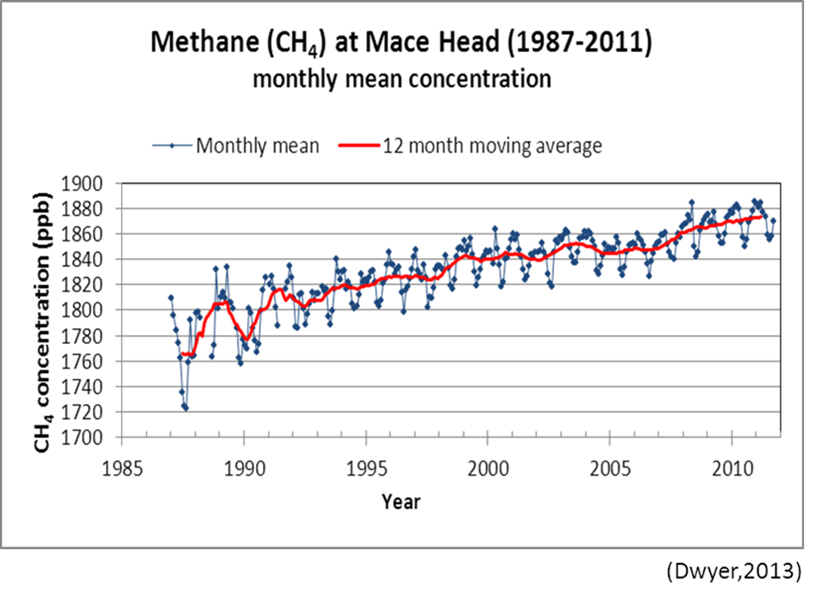 Methane (CH₄) at Mace Head (1987-2011)
monthly mean concentration
Monthly mean 12 month moving average
CH₄ concentration (ppb)
1900
1880
1860
1840
1820
1800
1780
1760
1740
1720
1700
1985 1990 1995 2000 2005 2010
Year
(Dwyer,2013)